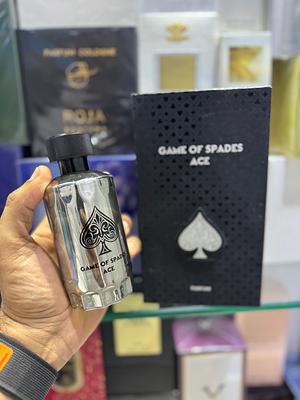 PARFUM COLOGNE
ROJA
GAME OF SPADES
ACE
PARFUM
GAME OF SPADES
ACE